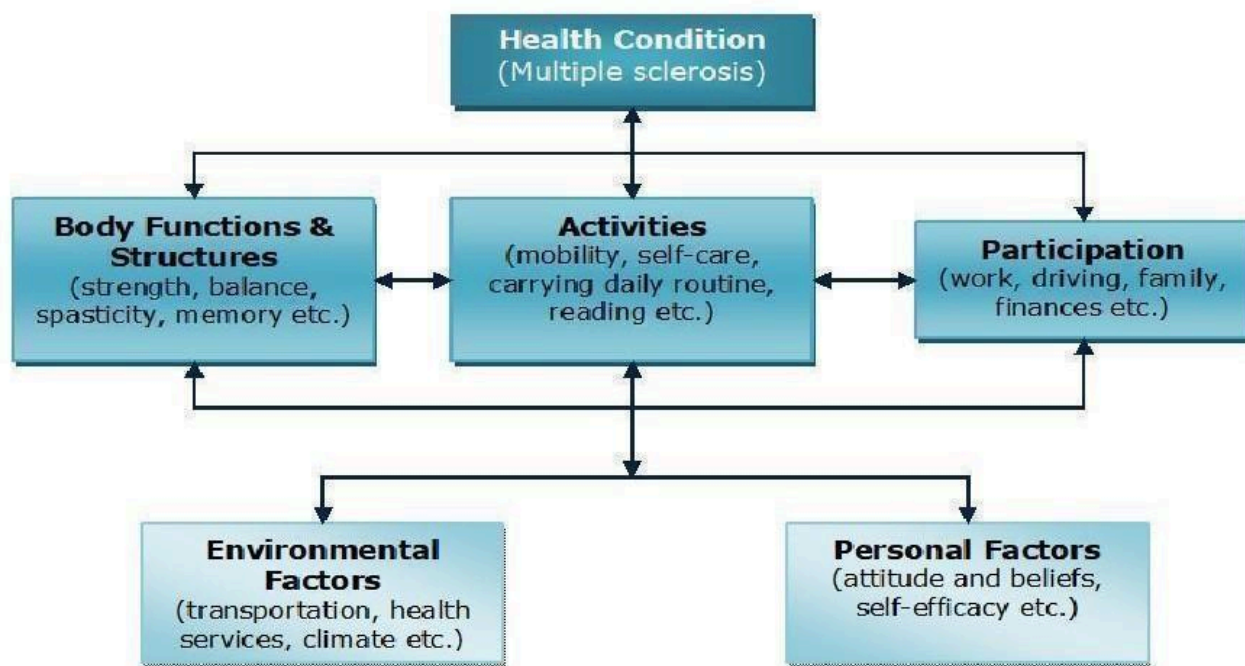 Health Condition
(Multiple sclerosis)
Body Functions &
Structures
(strength, balance,
spasticity, memory etc.)
Activities
(mobility, self-care,
carrying daily routine,
reading etc.)
Participation
(work, driving, family,
finances etc.)
Environmental
Factors
(transportation, health
services, climate etc.)
Personal Factors
(attitude and beliefs,
self-efficacy etc.)